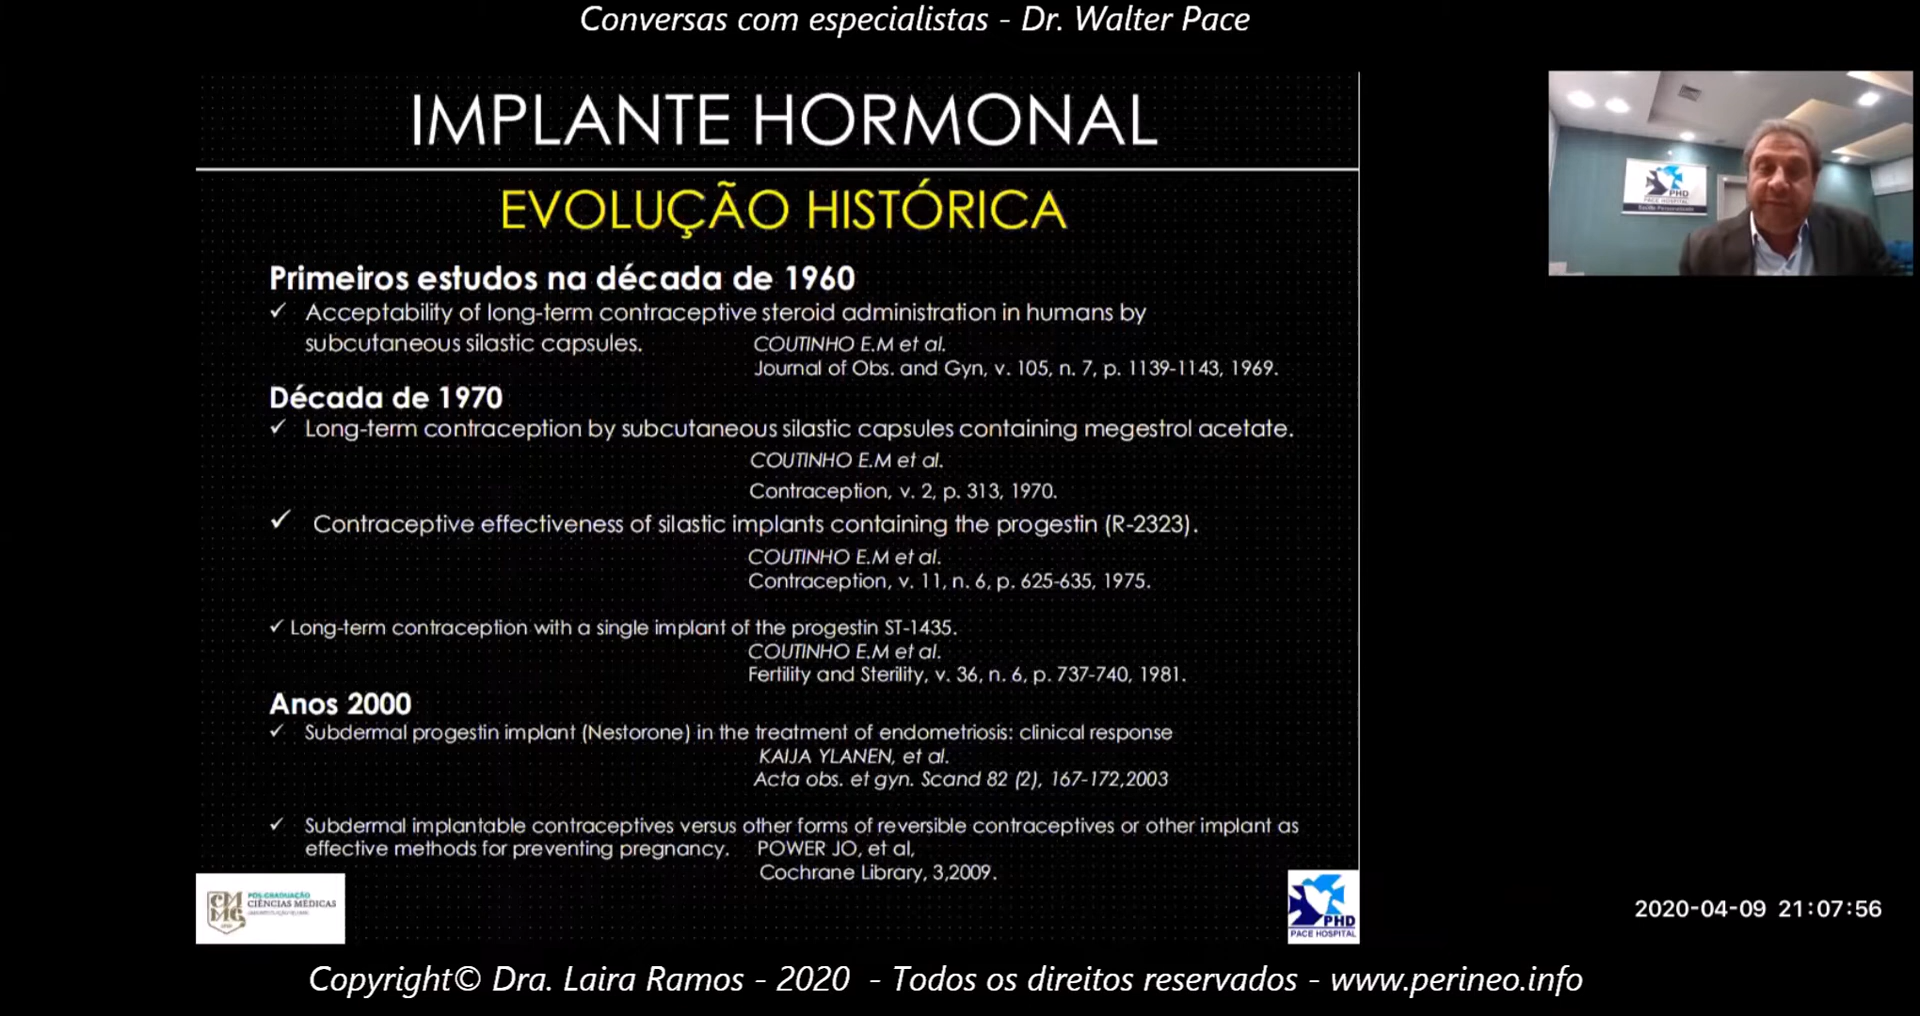 Conversas com especialistas - Dr. Walter Pace
IMPLANTE HORMONAL
EVOLUÇÃO HISTÓRICA
Primeiros estudos na década de 1960
✓ Acceptability of long-term contraceptive steroid administration in humans by
subcutaneous silastic capsules. COUTINHO E.M et al.
Journal of Obs. and Gyn, v. 105, n. 7, p. 1139-1143, 1969.
Década de 1970
✓ Long-term contraception by subcutaneous silastic capsules containing megestrol acetate.
COUTINHO E.M et al.
Contraception, v. 2, p. 313, 1970.
✓ Contraceptive effectiveness of silastic implants containing the progestin (R-2323).
COUTINHO E.M et al.
Contraception, v. 11, n. 6, p. 625-635, 1975.
✓ Long-term contraception with a single implant of the progestin ST-1435.
COUTINHO E.M et al.
Fertility and Sterility, v. 36, n. 6, p. 737-740, 1981.
Anos 2000
✓ Subdermal progestin implant (Nestorone) in the treatment of endometriosis: clinical response
KAIJA YLANEN, et al.
Acta obs. et gyn. Scand 82 (2), 167-172,2003
✓ Subdermal implantable contraceptives versus other forms of reversible contraceptives or other implant as
effective methods for preventing pregnancy. POWER JO, et al,
Cochrane Library, 3,2009.
CM
MG
PÓS-GRADUAÇÃO
CIÊNCIAS MÉDICAS
PHD
PACE HOSPITAL
PHD
PACE HOSPITAL
2020-04-09 21:07:56
Copyright© Dra. Laira Ramos - 2020 - Todos os direitos reservados - www.perineo.info